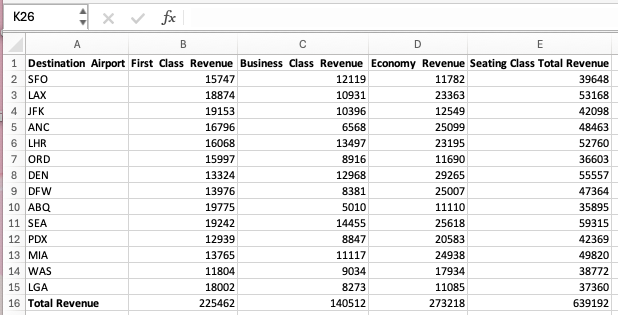 K26 fx
A B C D E
1 Destination Airport First Class Revenue Business Class Revenue Economy Revenue Seating Class Total Revenue
2 SFO 15747 12119 11782 39648
3 LAX 18874 10931 23363 53168
4 JFK 19153 10396 12549 42098
5 ANC 16796 6568 25099 48463
6 LHR 16068 13497 23195 52760
7 ORD 15997 8916 11690 36603
8 DEN 13324 12968 29265 55557
9 DFW 13976 8381 25007 47364
10 ABQ 19775 5010 11110 35895
11 SEA 19242 14455 25618 59315
12 PDX 12939 8847 20583 42369
13 MIA 13765 11117 24938 49820
14 WAS 11804 9034 17934 38772
15 LGA 18002 8273 11085 37360
16 Total Revenue 225462 140512 273218 639192